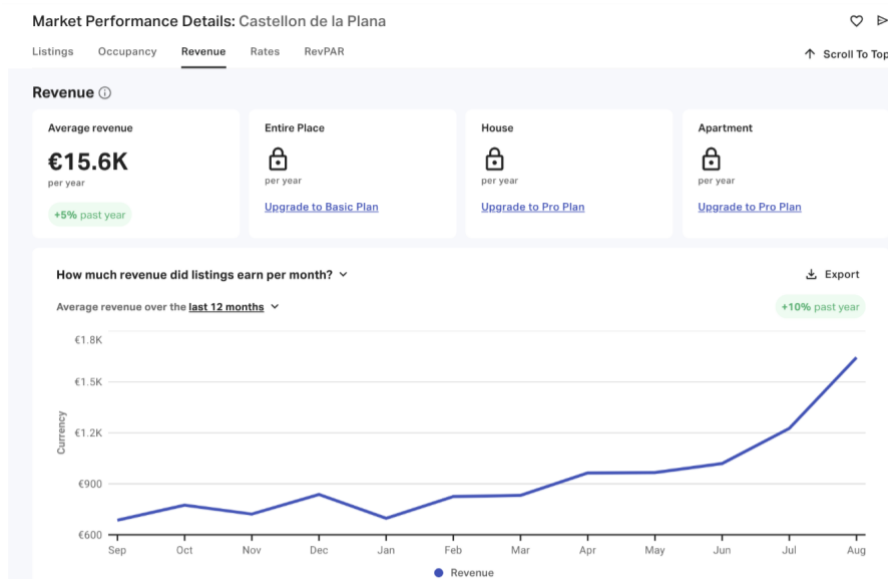 Market Performance Details: Castellon de la Plana
Listings Occupancy Revenue Rates RevPAR
Scroll To Top
Revenue
Average revenue
€15.6K
per year
+5% past year
Entire Place
per year
Upgrade to Basic Plan
House
per year
Upgrade to Pro Plan
Apartment
per year
Upgrade to Pro Plan
How much revenue did listings earn per month?
Export
Average revenue over the last 12 months
+10% past year
€1.8K
€1.5K
€1.2K
€900
€600
Currency
Sep Oct Nov Dec Jan Feb Mar Apr May Jun Jul Aug
Revenue